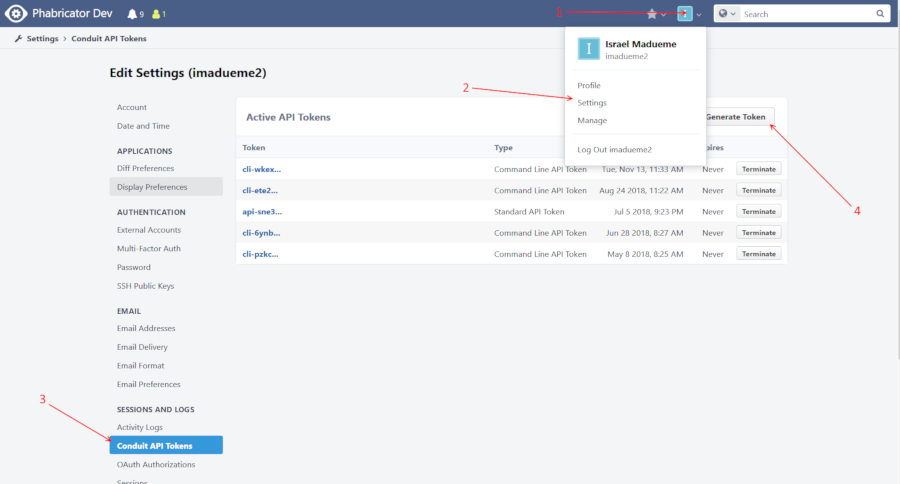 Phabricator Dev 9 1 1 I Search
Settings > Conduit API Tokens
Edit Settings (imadueme2)
I Israel Madueme
imadueme2
Profile
Settings
Manage
Log Out imadueme2
2
3
4
Account
Date and Time
APPLICATIONS
Diff Preferences
Display Preferences
AUTHENTICATION
External Accounts
Multi-Factor Auth
Password
SSH Public Keys
EMAIL
Email Addresses
Email Delivery
Email Format
Email Preferences
SESSIONS AND LOGS
Activity Logs
Conduit API Tokens
OAuth Authorizations
Sessions
Active API Tokens Generate Token
Token Type pires
cli-wkex... Command Line API Token Tue, Nov 13, 11:33 AM Never Terminate
cli-ete2... Command Line API Token Aug 24 2018, 11:22 AM Never Terminate
api-sne3... Standard API Token Jul 5 2018, 9:23 PM Never Terminate
cli-6ynb... Command Line API Token Jun 28 2018, 8:27 AM Never Terminate
cli-pzkc... Command Line API Token May 8 2018, 8:25 AM Never Terminate